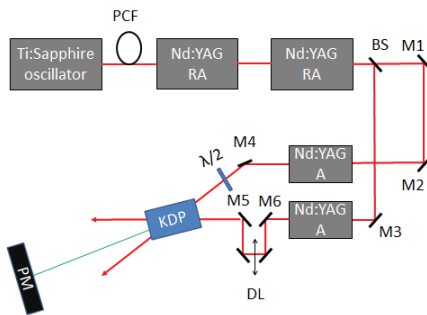 PCF
Ti:Sapphire
oscillator
Nd:YAG
RA
Nd:YAG
RA
BS
M1
M4
λ/2
Nd:YAG
A
M2
KDP
M5
M6
Nd:YAG
A
M3
PM
DL